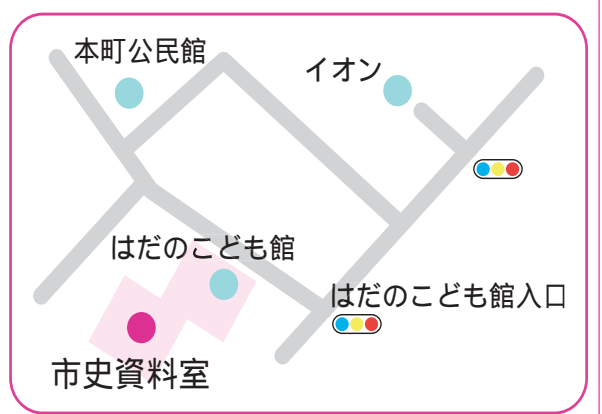 本町公民館
イオン
はだのこども館
はだのこども館入口
市史資料室